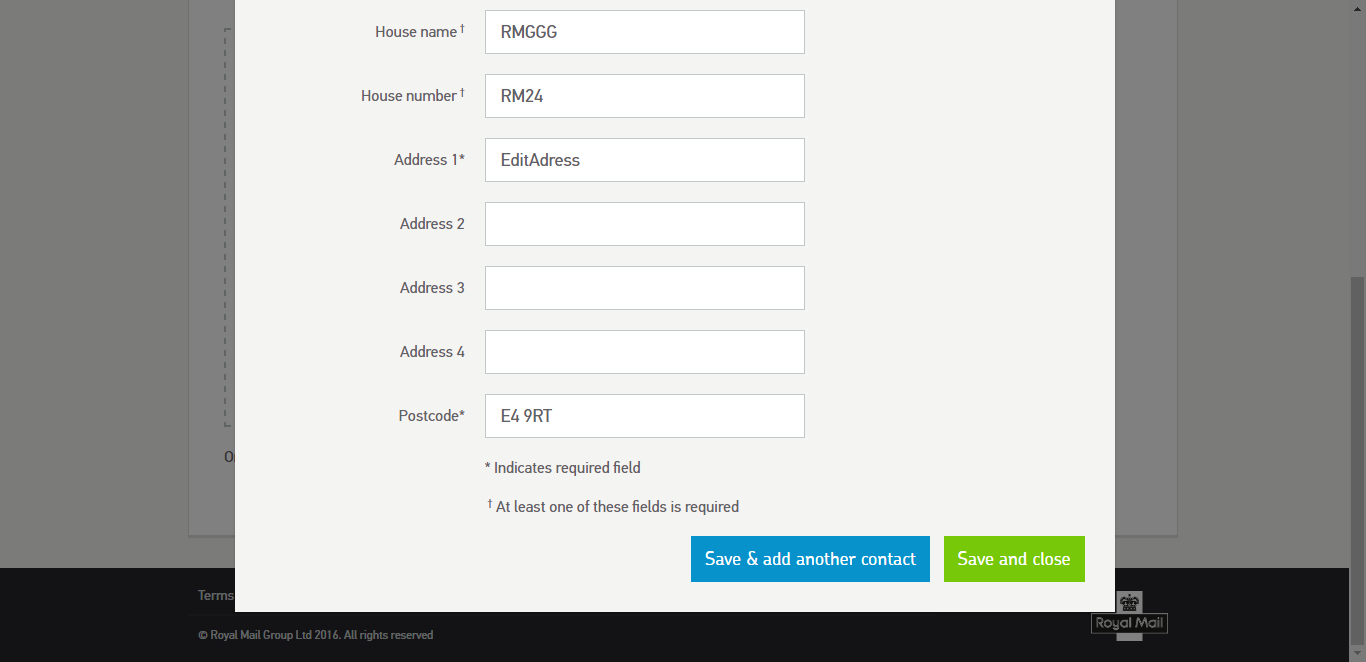 House name † RMGGG
House number † RM24
Address 1* EditAdress
Address 2
Address 3
Address 4
Postcode* E4 9RT
* Indicates required field
† At least one of these fields is required
Save & add another contact Save and close
Terms
© Royal Mail Group Ltd 2016. All rights reserved
Royal Mail